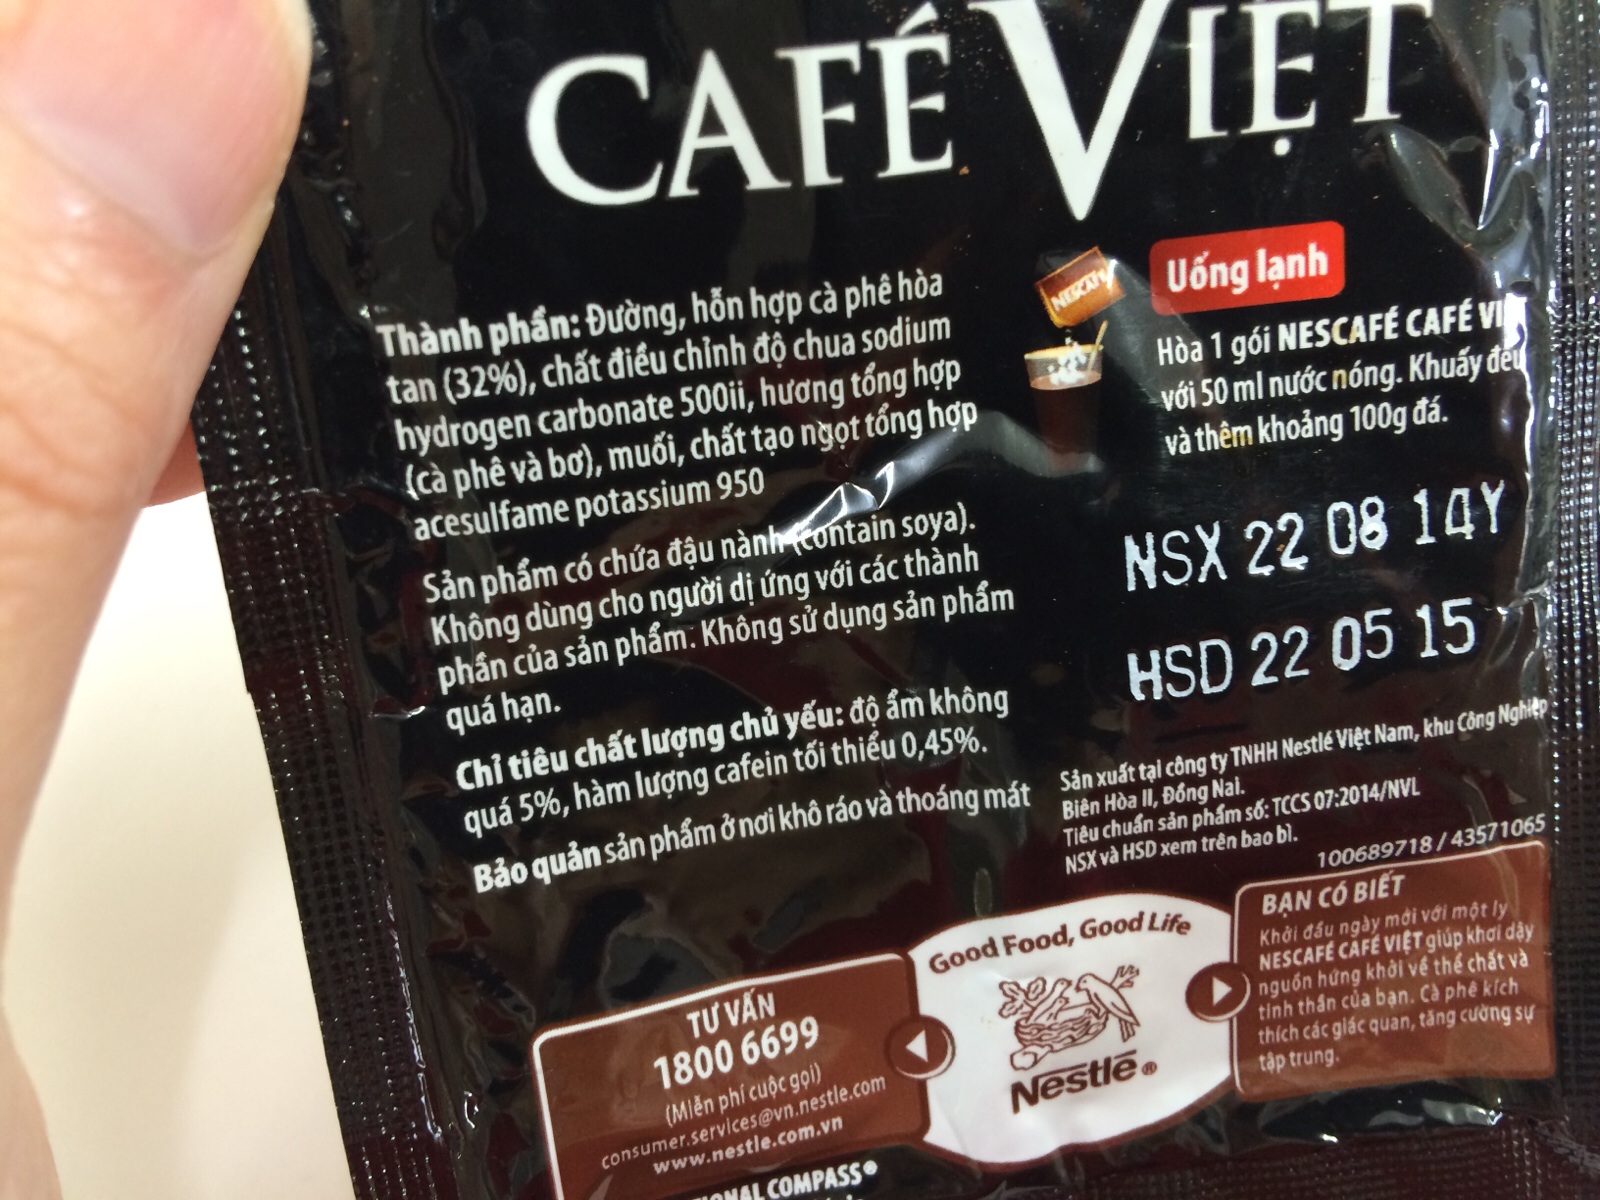 CAFÉ VIỆT
Thành phần: Đường, hỗn hợp cà phê hòa
tan (32%), chất điều chỉnh độ chua sodium
hydrogen carbonate 500ii, hương tổng hợp
(cà phê và bơ), muối, chất tạo ngọt tổng hợp
acesulfame potassium 950
Sản phẩm có chứa đậu nành (contain soya).
Không dùng cho người dị ứng với các thành
phần của sản phẩm. Không sử dụng sản phẩm
quá hạn.
Chỉ tiêu chất lượng chủ yếu: độ ẩm không
quá 5%, hàm lượng cafein tối thiểu 0,45%.
Bảo quản sản phẩm ở nơi khô ráo và thoáng mát
NESCAFÉ
Uống lạnh
Hòa 1 gói NESCAFÉ CAFÉ VI
với 50 ml nước nóng. Khuấy đều
và thêm khoảng 100g đá.
NSX 22 08 14Y
HSD 22 05 15
Sản xuất tại công ty TNHH Nestlé Việt Nam, khu Công Nghiệp
Biên Hòa II, Đồng Nai.
Tiêu chuẩn sản phẩm số: TCCS 07:2014/NVL
NSX và HSD xem trên bao bì.
100689718 / 43571065
TƯ VẤN
1800 6699
(Miễn phí cuộc gọi)
consumer.services@vn.nestle.com
www.nestle.com.vn
Good Food, Good Life
Nestlé®
BẠN CÓ BIẾT
Khởi đầu ngày mới với một ly
NESCAFÉ CAFÉ VIỆT giúp khơi dậy
nguồn hứng khởi về thể chất và
tinh thần của bạn. Cà phê kích
thích các giác quan, tăng cường sự
tập trung.
ONAL COMPASS®